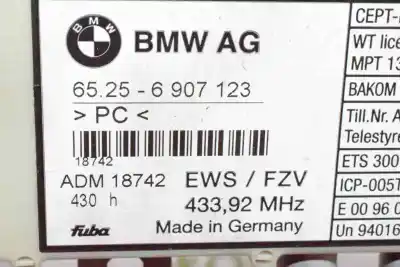 BMW
BMW AG
65.25 - 6 907 123
> PC <
18742
ADM 18742 EWS / FZV
430 h 433,92 MHz
fuba Made in Germany
CEPT-
WT lice
MPT 13
BAKOM
Till.Nr. A
Telestyre
ETS 300
ICP-005T
E 00 96 0
Un 94016